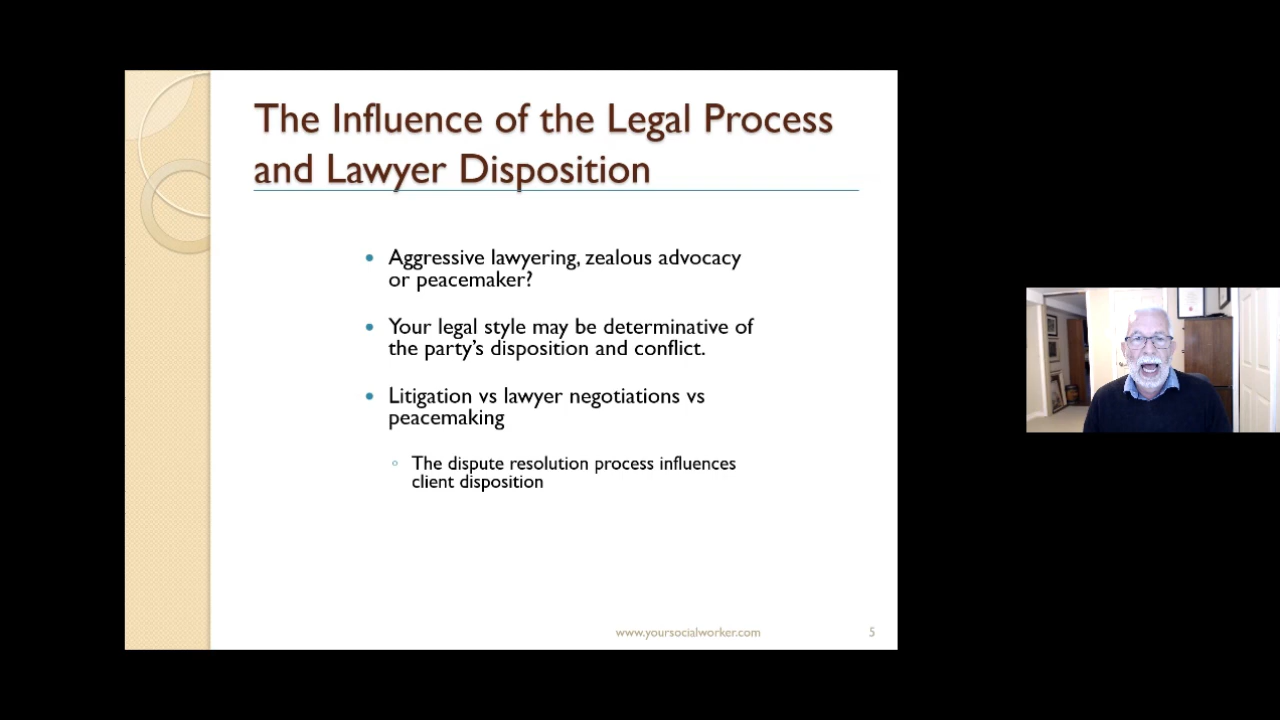 The Influence of the Legal Process
and Lawyer Disposition
• Aggressive lawyering, zealous advocacy
or peacemaker?
• Your legal style may be determinative of
the party’s disposition and conflict.
• Litigation vs lawyer negotiations vs
peacemaking
◦ The dispute resolution process influences
client disposition
www.yoursocialworker.com
5